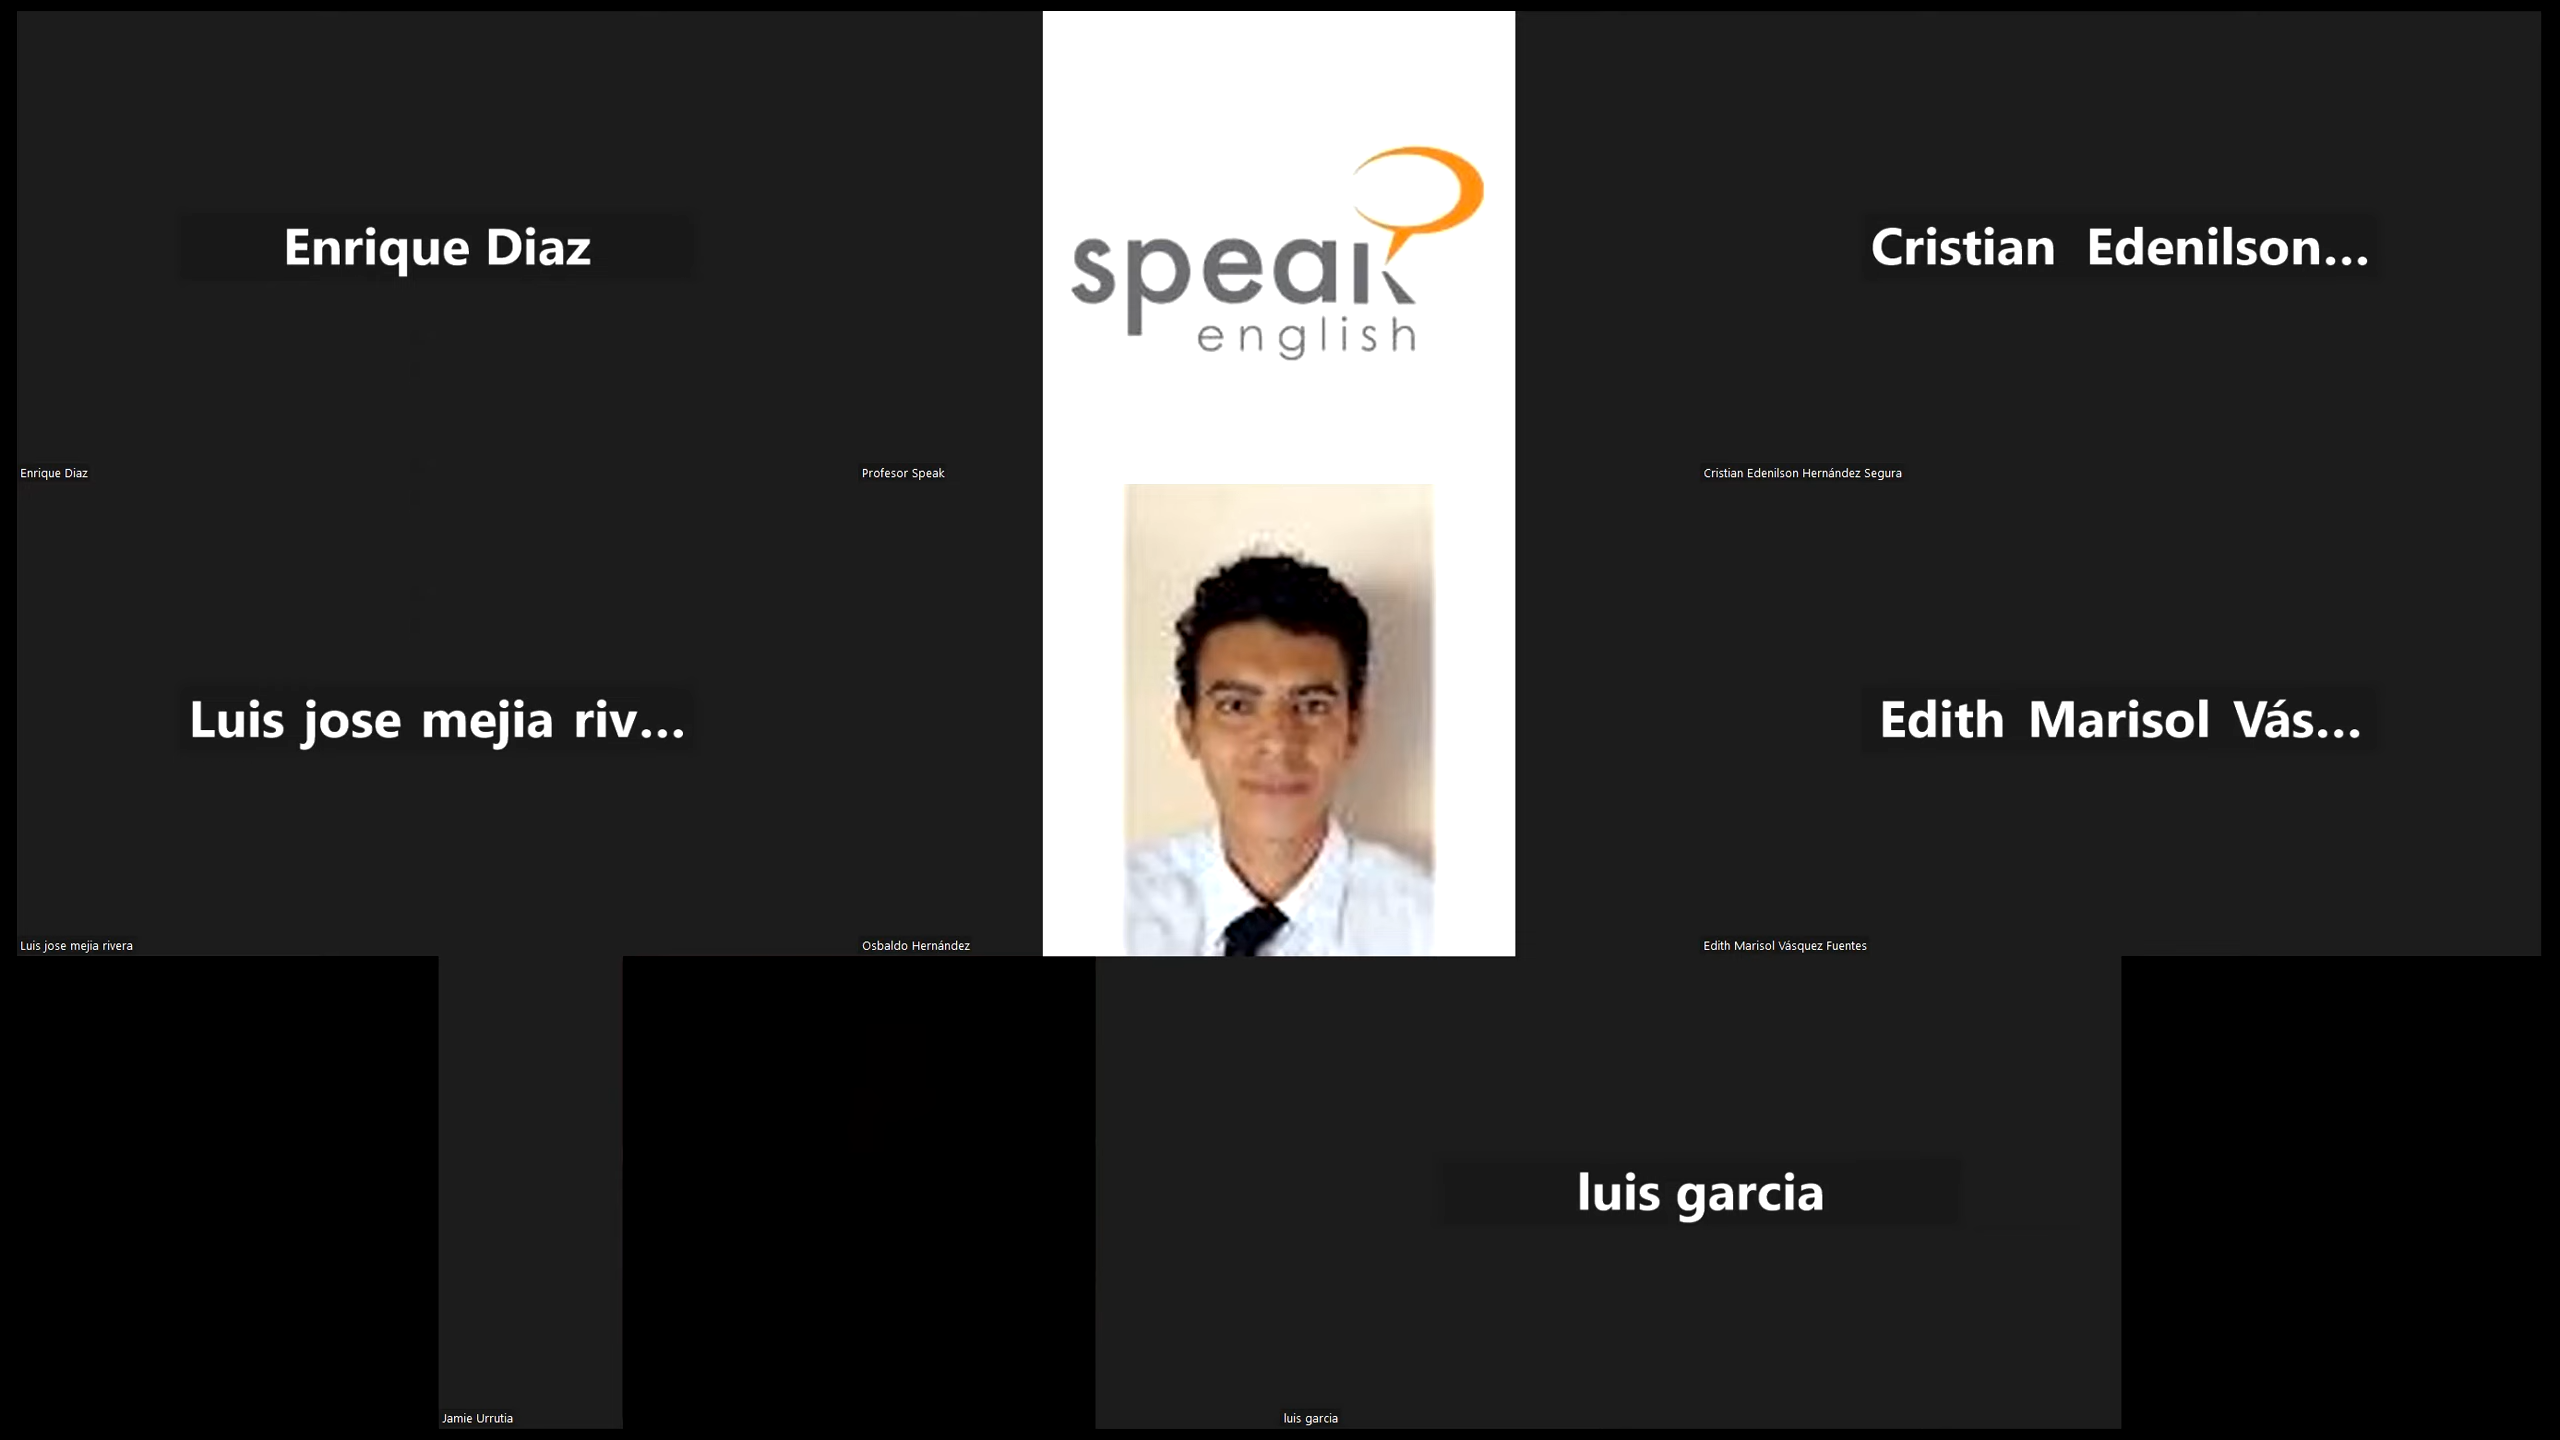 Enrique Diaz
Enrique Diaz
speak
english
Profesor Speak
Cristian Edenilson...
Cristian Edenilson Hernández Segura
Luis jose mejia riv...
Luis jose mejia rivera
Osbaldo Hernández
Edith Marisol Vás...
Edith Marisol Vásquez Fuentes
Jamie Urrutia
luis garcia
luis garcia